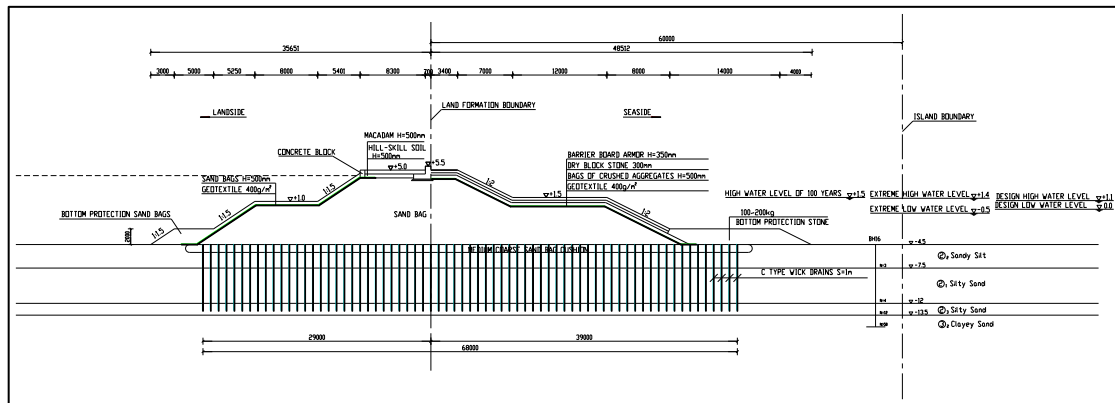 60000
35651
48512
3000
5000
5250
8000
5401
8300
700
3400
7000
12000
8000
14000
4000
LANDSIDE
LAND FORMATION BOUNDARY
SEASIDE
ISLAND BOUNDARY
MACADAM H=500mm
HILL-SKILL SOIL
H=500mm
CONCRETE BLOCK
+5.0
+5.5
BARRIER BOARD ARMOR H=350mm
DRY BLOCK STONE 300mm
BAGS OF CRUSHED AGGREGATES H=500mm
GEOTEXTILE 400g/m²
SAND BAGS H=500mm
GEOTEXTILE 400g/m²
1:1.5
+1.0
1:2
+1.5
1:2
HIGH WATER LEVEL OF 100 YEARS +1.5
EXTREME HIGH WATER LEVEL +1.4
DESIGN HIGH WATER LEVEL +1.1
EXTREME LOW WATER LEVEL -0.5
DESIGN LOW WATER LEVEL 0.0
BOTTOM PROTECTION SAND BAGS
1:1.5
1:1.5
SAND BAG
100-200kg
BOTTOM PROTECTION STONE
2000
MEDIUM COARSE SAND BAG CUSHION
BH16
-4.5
②₂ Sandy Silt
-7.5
C TYPE WICK DRAINS S=1m
②₁ Silty Sand
-12
②₃ Silty Sand
-13.5
③₂ Clayey Sand
29000
39000
68000